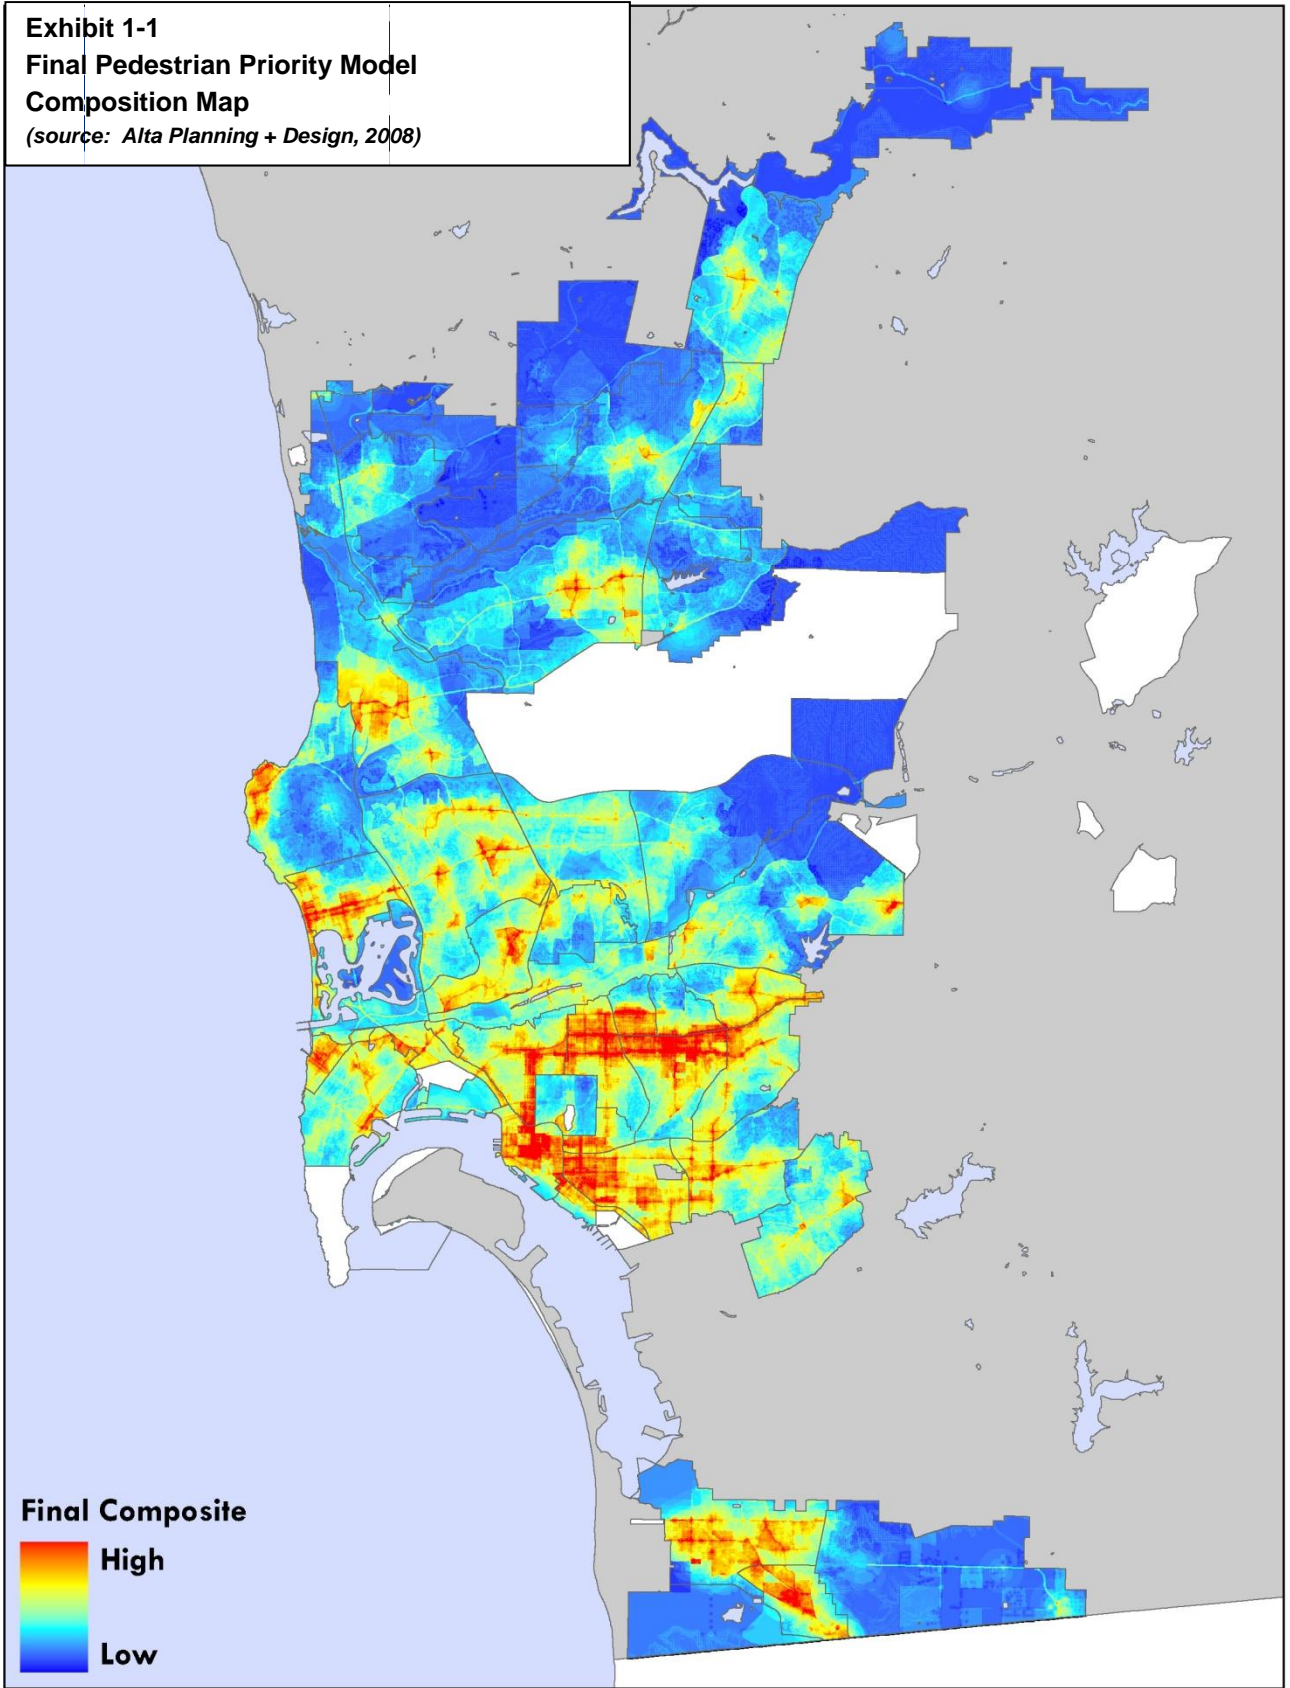 Exhibit 1-1
Final Pedestrian Priority Model
Composition Map
(source: Alta Planning + Design, 2008)
Final Composite
High
Low